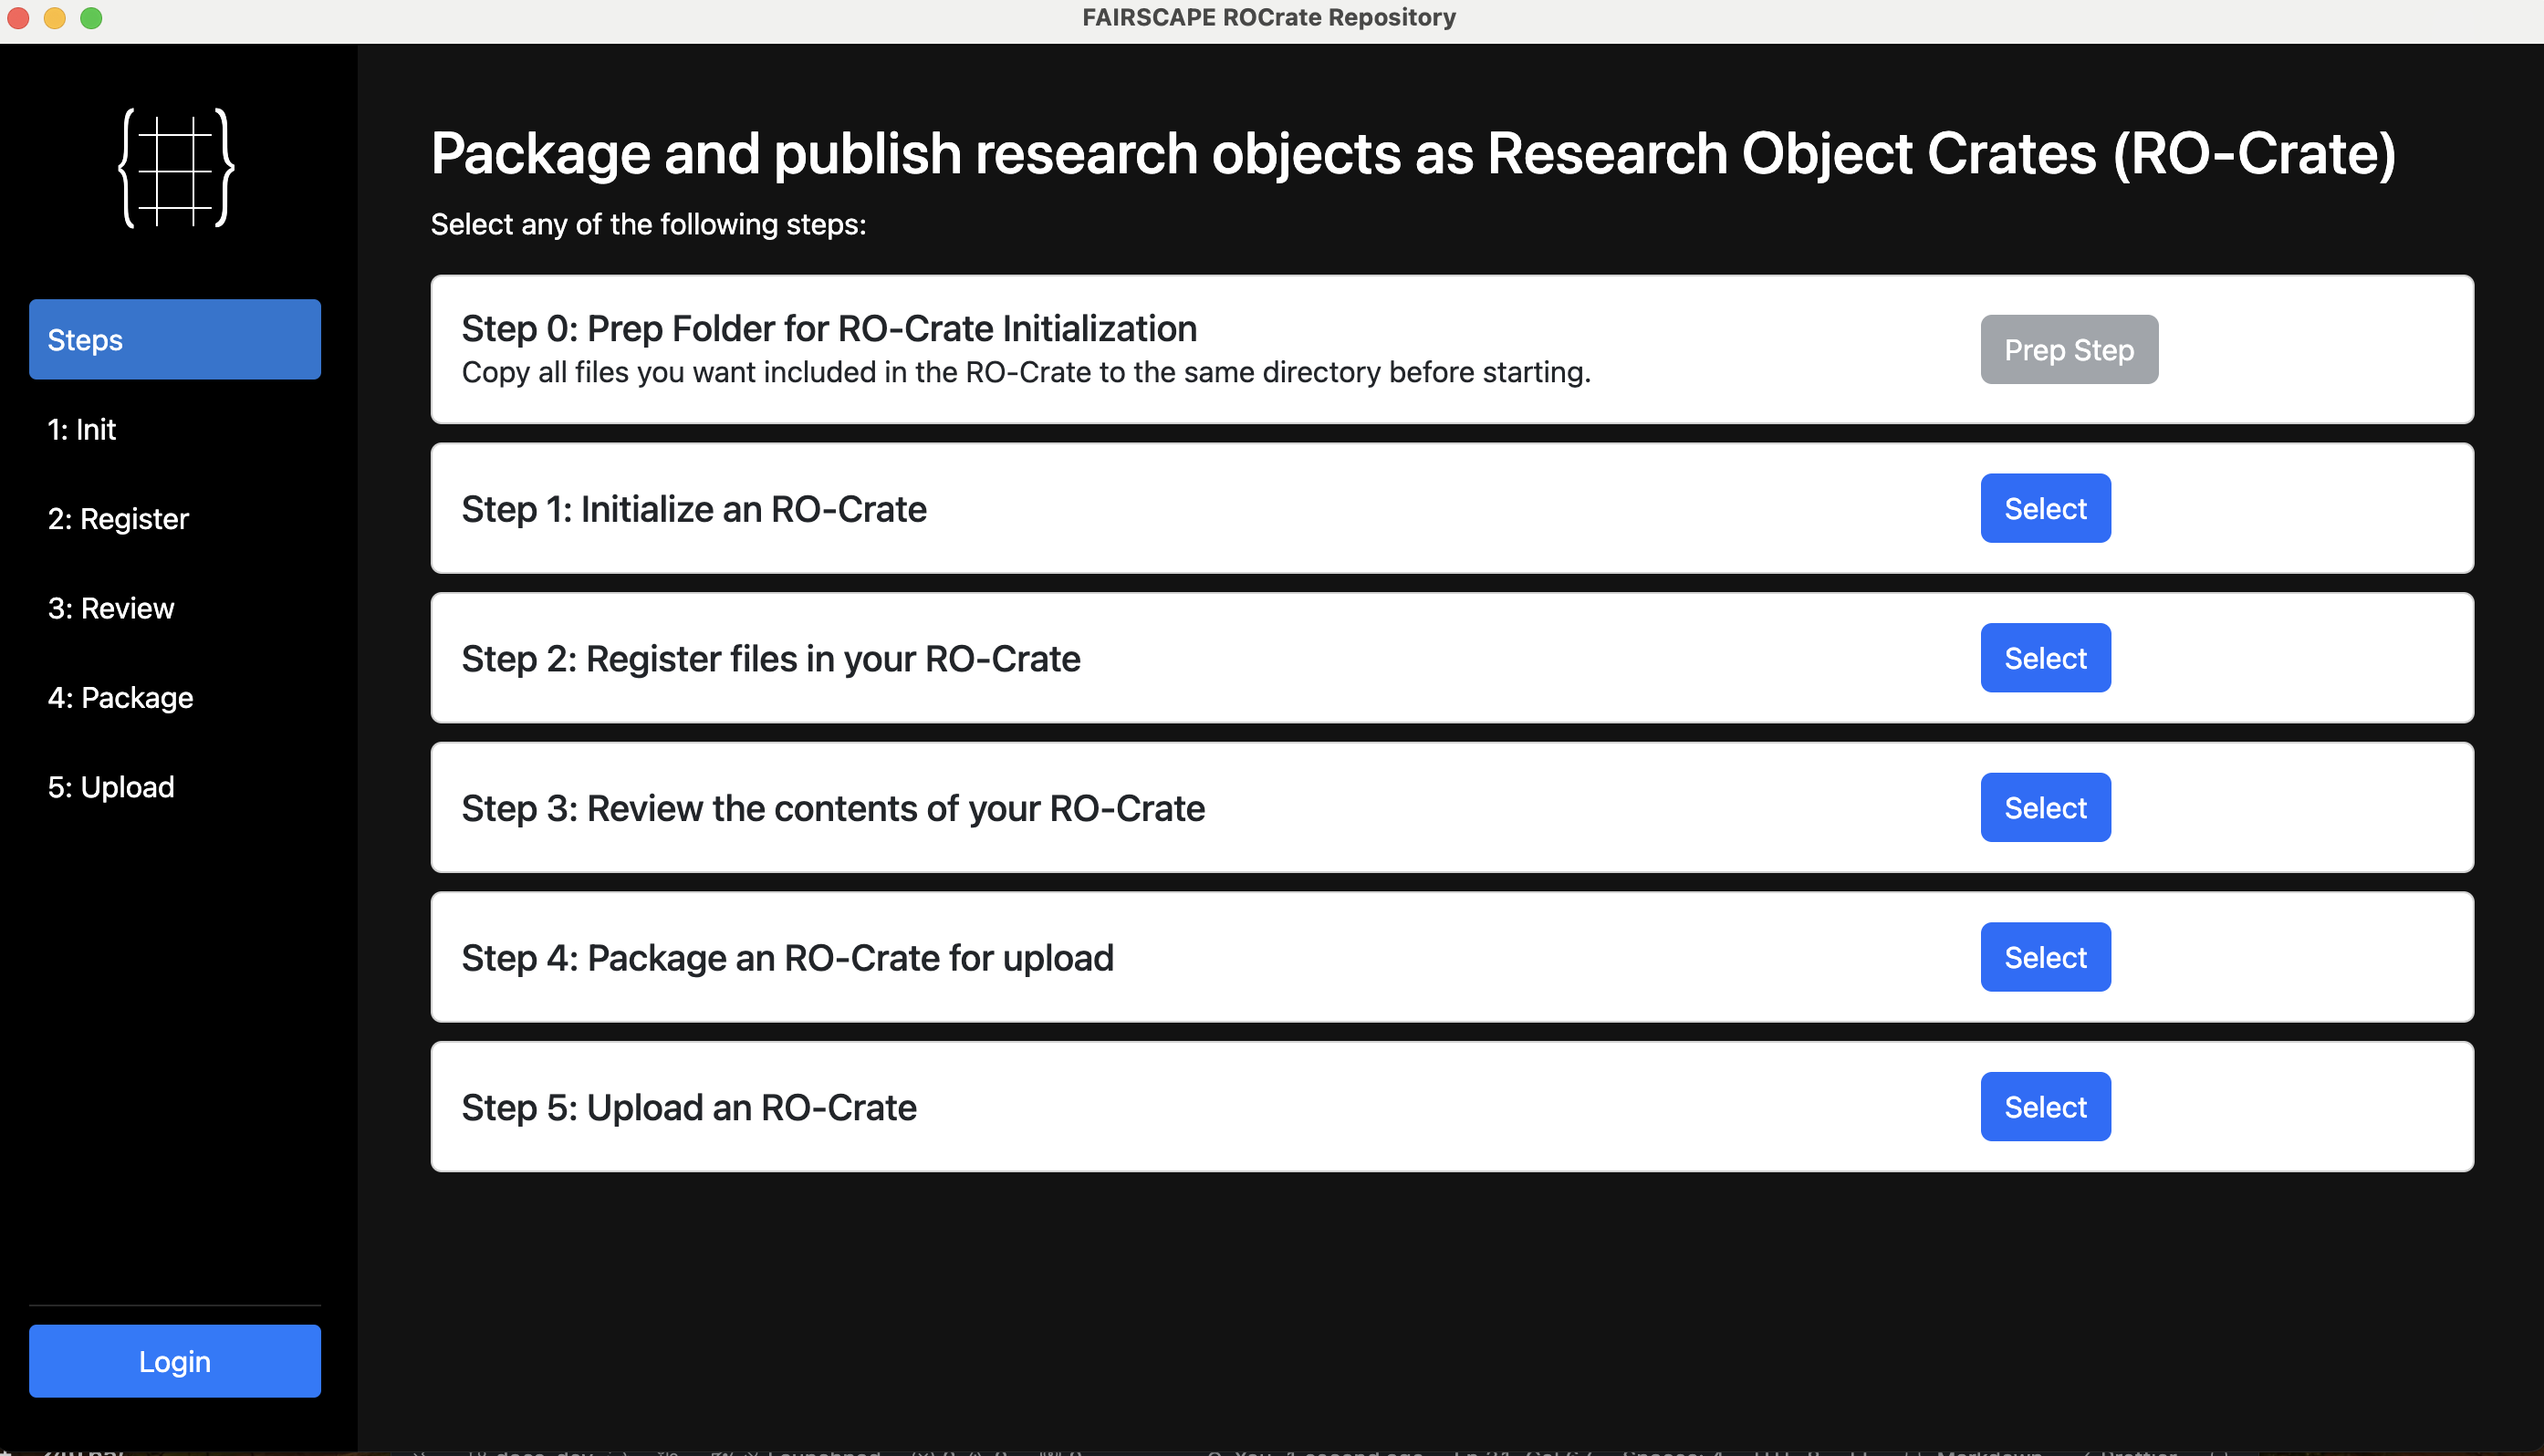 FAIRSCAPE ROCrate Repository
Steps
1: Init
2: Register
3: Review
4: Package
5: Upload
Login
Package and publish research objects as Research Object Crates (RO-Crate)
Select any of the following steps:
Step 0: Prep Folder for RO-Crate Initialization
Copy all files you want included in the RO-Crate to the same directory before starting.
Prep Step
Step 1: Initialize an RO-Crate
Select
Step 2: Register files in your RO-Crate
Select
Step 3: Review the contents of your RO-Crate
Select
Step 4: Package an RO-Crate for upload
Select
Step 5: Upload an RO-Crate
Select